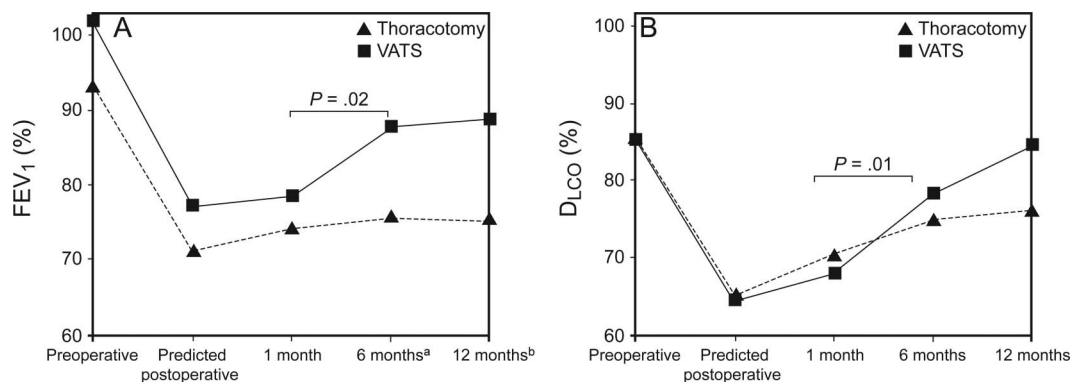 A
Thoracotomy
VATS
P = .02
FEV1 (%)
100
90
80
70
60
Preoperative
Predicted
postoperative
1 month
6 monthsᵃ
12 monthsᵇ
B
Thoracotomy
VATS
P = .01
DLCO (%)
100
90
80
70
60
Preoperative
Predicted
postoperative
1 month
6 months
12 months